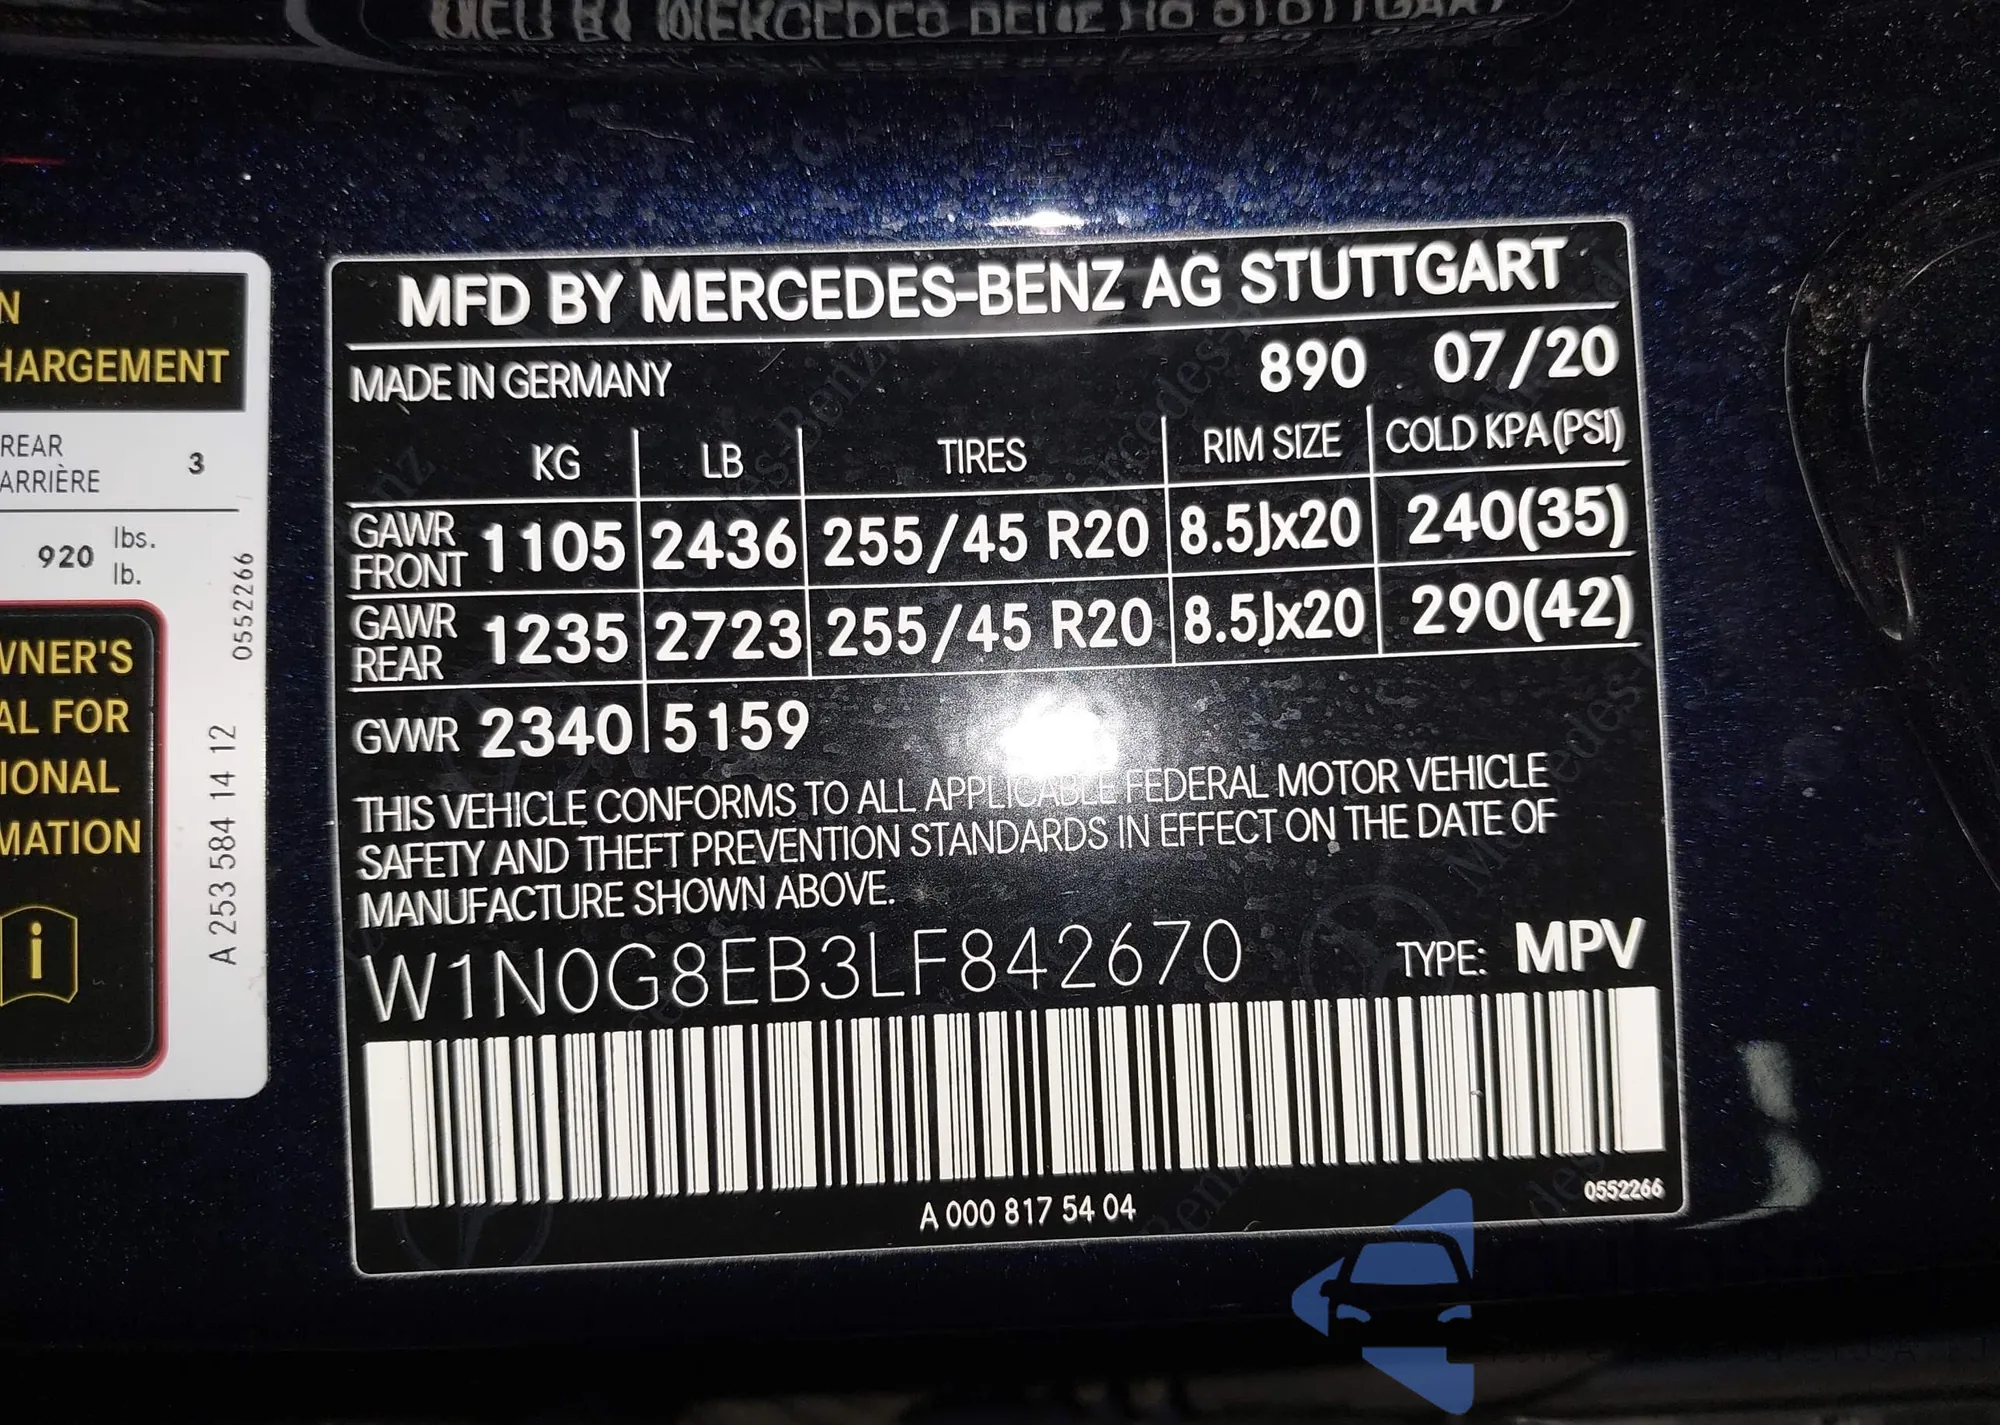 N
HARGEMENT
REAR
ARRIÈRE 3
920 lbs.
lb.
WNER'S
AL FOR
IONAL
MATION
i
A 253 584 14 12 0552266
MFD BY MERCEDES-BENZ AG STUTTGART
MADE IN GERMANY 890 07/20
KG LB TIRES RIM SIZE COLD KPA(PSI)
GAWR FRONT 1105 2436 255/45 R20 8.5Jx20 240(35)
GAWR REAR 1235 2723 255/45 R20 8.5Jx20 290(42)
GVWR 2340 5159
THIS VEHICLE CONFORMS TO ALL APPLICABLE FEDERAL MOTOR VEHICLE
SAFETY AND THEFT PREVENTION STANDARDS IN EFFECT ON THE DATE OF
MANUFACTURE SHOWN ABOVE.
W1N0G8EB3LF842670 TYPE: MPV
A 000 817 54 04
0552266